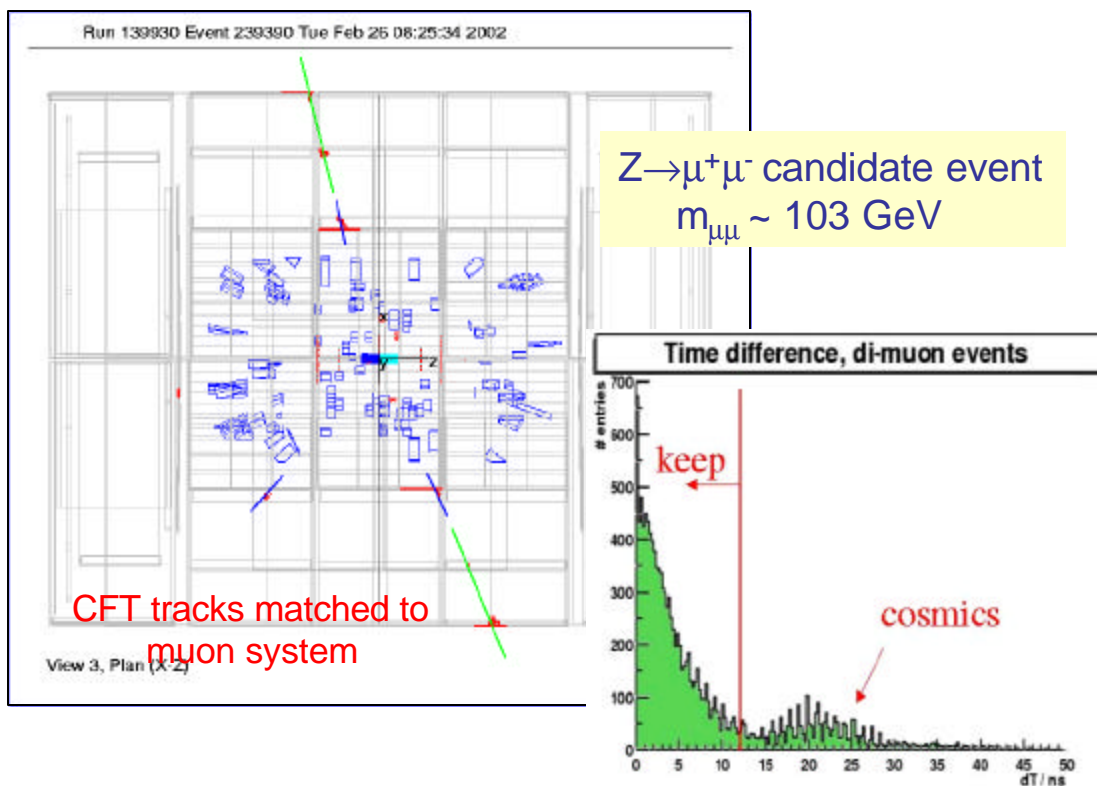 Run 139930 Event 239390 Tue Feb 26 08:25:34 2002
Z→μ⁺μ⁻ candidate event
m_μμ ~ 103 GeV
x
y
z
CFT tracks matched to
muon system
View 3, Plan (X-Z)
Time difference, di-muon events
# entries
700
600
500
400
300
200
100
0
keep
cosmics
0 5 10 15 20 25 30 35 40 45 50
dT / ns